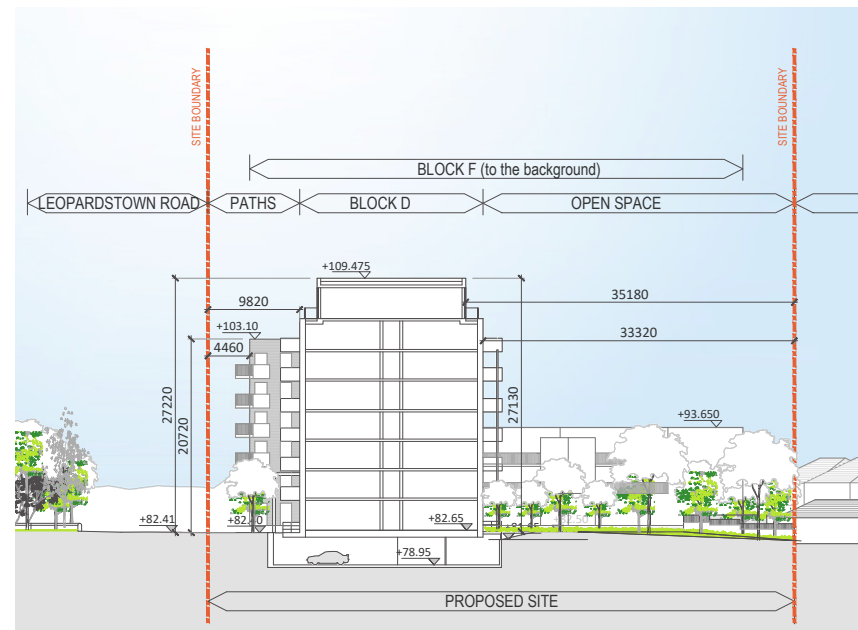 SITE BOUNDARY
SITE BOUNDARY
BLOCK F (to the background)
LEOPARDSTOWN ROAD
PATHS
BLOCK D
OPEN SPACE
+109.475
9820
35180
+103.10
33320
4460
27220
20720
27130
+93.650
+82.41
+82.65
+78.95
PROPOSED SITE